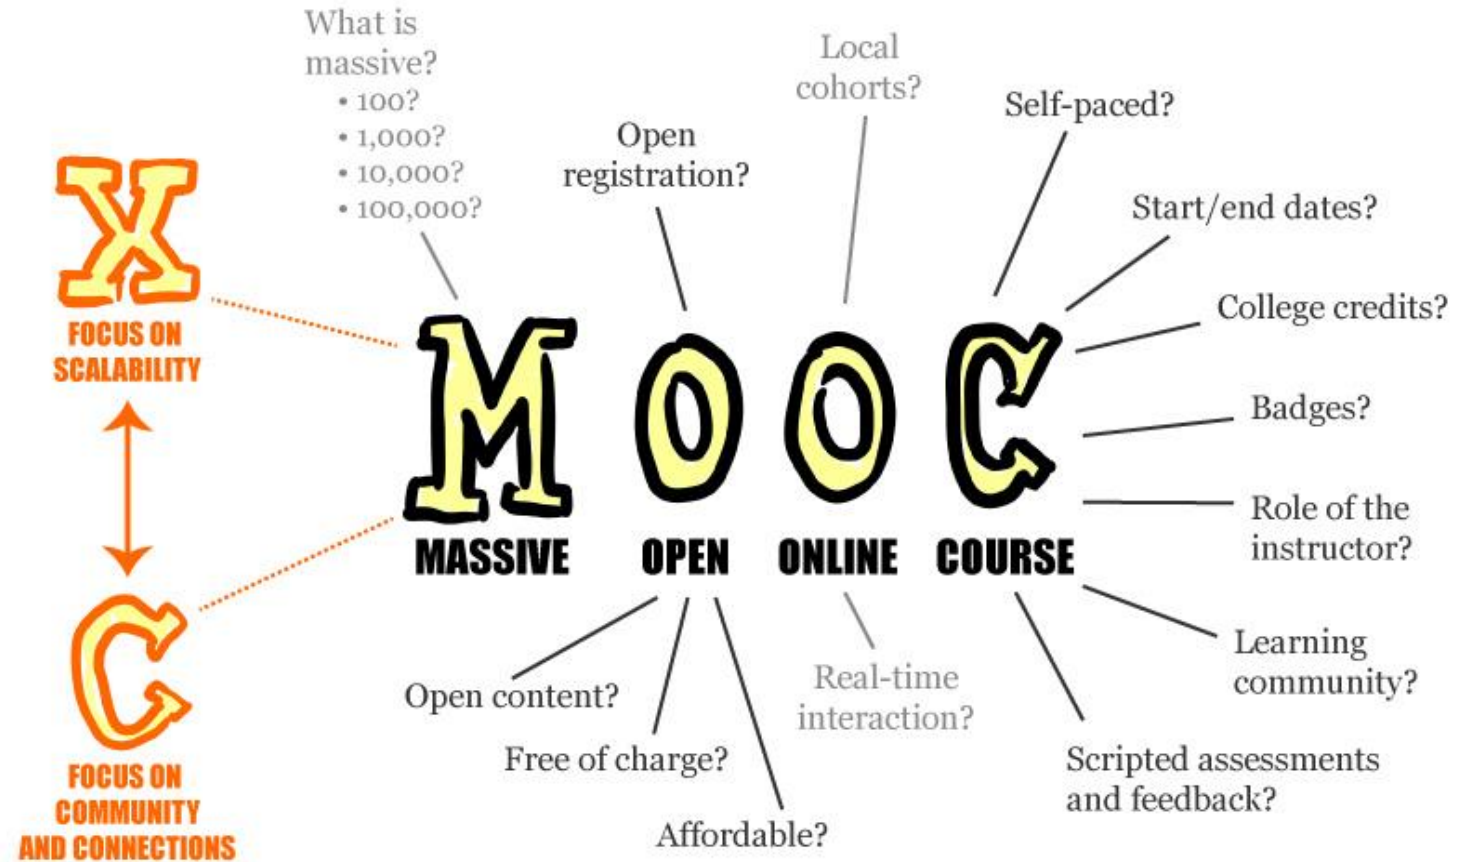 What is
massive?
• 100?
• 1,000?
• 10,000?
• 100,000?
Open
registration?
Local
cohorts?
Self-paced?
Start/end dates?
College credits?
Badges?
Role of the
instructor?
Learning
community?
Scripted assessments
and feedback?
X
FOCUS ON
SCALABILITY
C
FOCUS ON
COMMUNITY
AND CONNECTIONS
MOOC
MASSIVE OPEN ONLINE COURSE
Open content?
Free of charge?
Affordable?
Real-time
interaction?